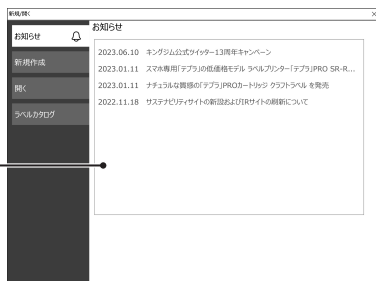 新規/開く
お知らせ
新規作成
開く
ラベルカタログ
お知らせ
2023.06.10 キングジム公式ツイッター13周年キャンペーン
2023.01.11 スマホ専用「テプラ」の低価格モデル ラベルプリンター「テプラ」PRO SR-R...
2023.01.11 ナチュラルな質感の「テプラ」PROカートリッジ クラフトラベル を発売
2022.11.18 サステナビリティサイトの新設およびIRサイトの刷新について